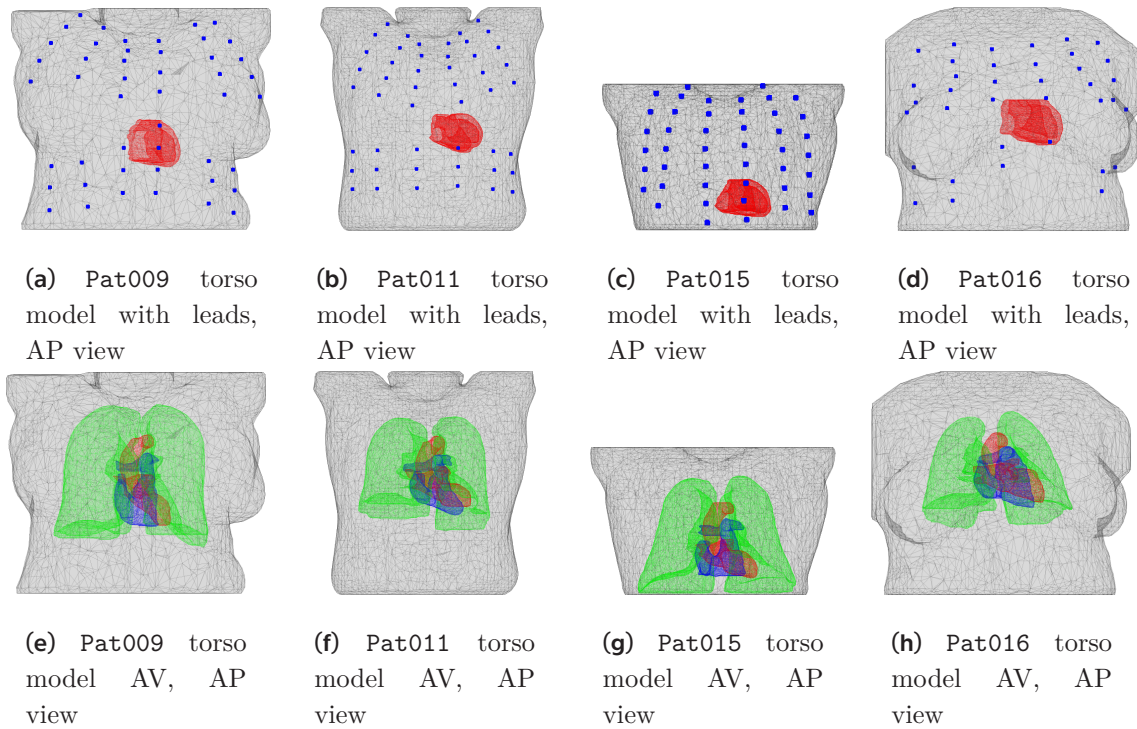 (a) Pat009 torso
model with leads,
AP view
(b) Pat011 torso
model with leads,
AP view
(c) Pat015 torso
model with leads,
AP view
(d) Pat016 torso
model with leads,
AP view
(e) Pat009 torso
model AV, AP
view
(f) Pat011 torso
model AV, AP
view
(g) Pat015 torso
model AV, AP
view
(h) Pat016 torso
model AV, AP
view